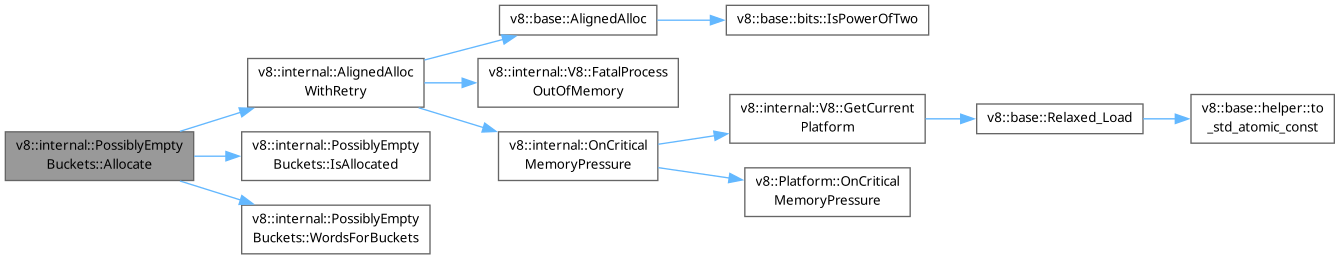 v8::base::AlignedAlloc
v8::base::bits::IsPowerOfTwo
v8::internal::AlignedAlloc
WithRetry
v8::internal::V8::FatalProcess
OutOfMemory
v8::internal::V8::GetCurrent
Platform
v8::base::Relaxed_Load
v8::base::helper::to
_std_atomic_const
v8::internal::PossiblyEmpty
Buckets::Allocate
v8::internal::PossiblyEmpty
Buckets::IsAllocated
v8::internal::OnCritical
MemoryPressure
v8::Platform::OnCritical
MemoryPressure
v8::internal::PossiblyEmpty
Buckets::WordsForBuckets